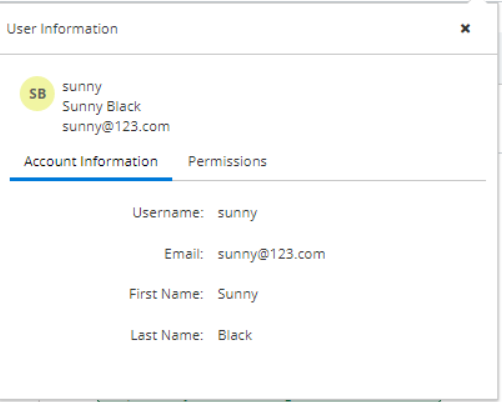 User Information ×
SB
sunny
Sunny Black
sunny@123.com
Account Information Permissions
Username: sunny
Email: sunny@123.com
First Name: Sunny
Last Name: Black